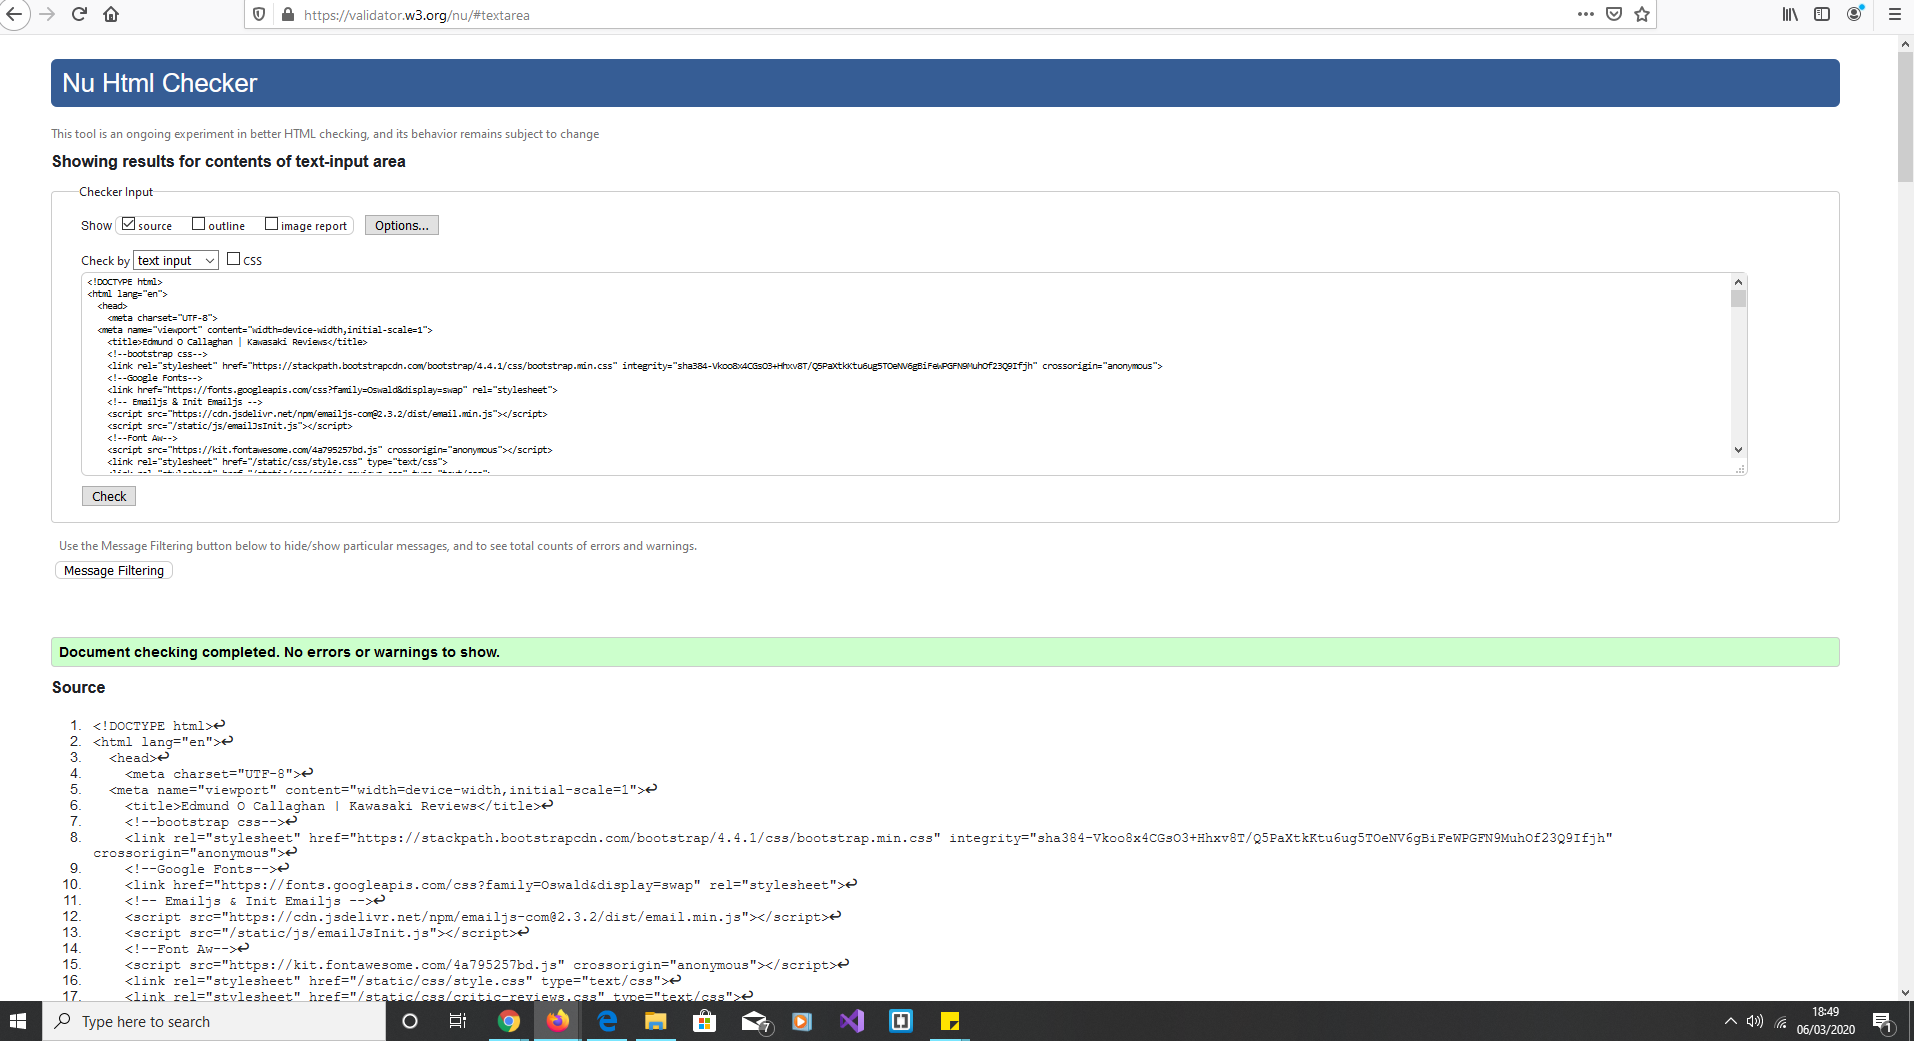 https://validator.w3.org/nu/#textarea
Nu Html Checker
This tool is an ongoing experiment in better HTML checking, and its behavior remains subject to change
Showing results for contents of text-input area
Checker Input
Show source outline image report Options...
Check by text input CSS
<!DOCTYPE html>
<html lang="en">
<head>
<meta charset="UTF-8">
<meta name="viewport" content="width=device-width,initial-scale=1">
<title>Edmund O Callaghan | Kawasaki Reviews</title>
<!--bootstrap css-->
<link rel="stylesheet" href="https://stackpath.bootstrapcdn.com/bootstrap/4.4.1/css/bootstrap.min.css" integrity="sha384-Vkoo8x4CGsO3+Hhxv8T/Q5PaXtkKtu6ug5TOeNV6gBiFeWPGFN9MuhOf23Q9Ifjh" crossorigin="anonymous">
<!--Google Fonts-->
<link href="https://fonts.googleapis.com/css?family=Oswald&display=swap" rel="stylesheet">
<!-- Emailjs & Init Emailjs -->
<script src="https://cdn.jsdelivr.net/npm/emailjs-com@2.3.2/dist/email.min.js"></script>
<script src="/static/js/emailJsInit.js"></script>
<!--Font Aw-->
<script src="https://kit.fontawesome.com/4a795257bd.js" crossorigin="anonymous"></script>
<link rel="stylesheet" href="/static/css/style.css" type="text/css">
<link rel="stylesheet" href="/static/css/critic-reviews.css" type="text/css">
Check
Use the Message Filtering button below to hide/show particular messages, and to see total counts of errors and warnings.
Message Filtering
Document checking completed. No errors or warnings to show.
Source
1. <!DOCTYPE html>↩
2. <html lang="en">↩
3. <head>↩
4. <meta charset="UTF-8">↩
5. <meta name="viewport" content="width=device-width,initial-scale=1">↩
6. <title>Edmund O Callaghan | Kawasaki Reviews</title>↩
7. <!--bootstrap css-->↩
8. <link rel="stylesheet" href="https://stackpath.bootstrapcdn.com/bootstrap/4.4.1/css/bootstrap.min.css" integrity="sha384-Vkoo8x4CGsO3+Hhxv8T/Q5PaXtkKtu6ug5TOeNV6gBiFeWPGFN9MuhOf23Q9Ifjh"
crossorigin="anonymous">↩
9. <!--Google Fonts-->↩
10. <link href="https://fonts.googleapis.com/css?family=Oswald&display=swap" rel="stylesheet">↩
11. <!-- Emailjs & Init Emailjs -->↩
12. <script src="https://cdn.jsdelivr.net/npm/emailjs-com@2.3.2/dist/email.min.js"></script>↩
13. <script src="/static/js/emailJsInit.js"></script>↩
14. <!--Font Aw-->↩
15. <script src="https://kit.fontawesome.com/4a795257bd.js" crossorigin="anonymous"></script>↩
16. <link rel="stylesheet" href="/static/css/style.css" type="text/css">↩
17. <link rel="stylesheet" href="/static/css/critic-reviews.css" type="text/css">↩
Type here to search
7
18:49
06/03/2020
1